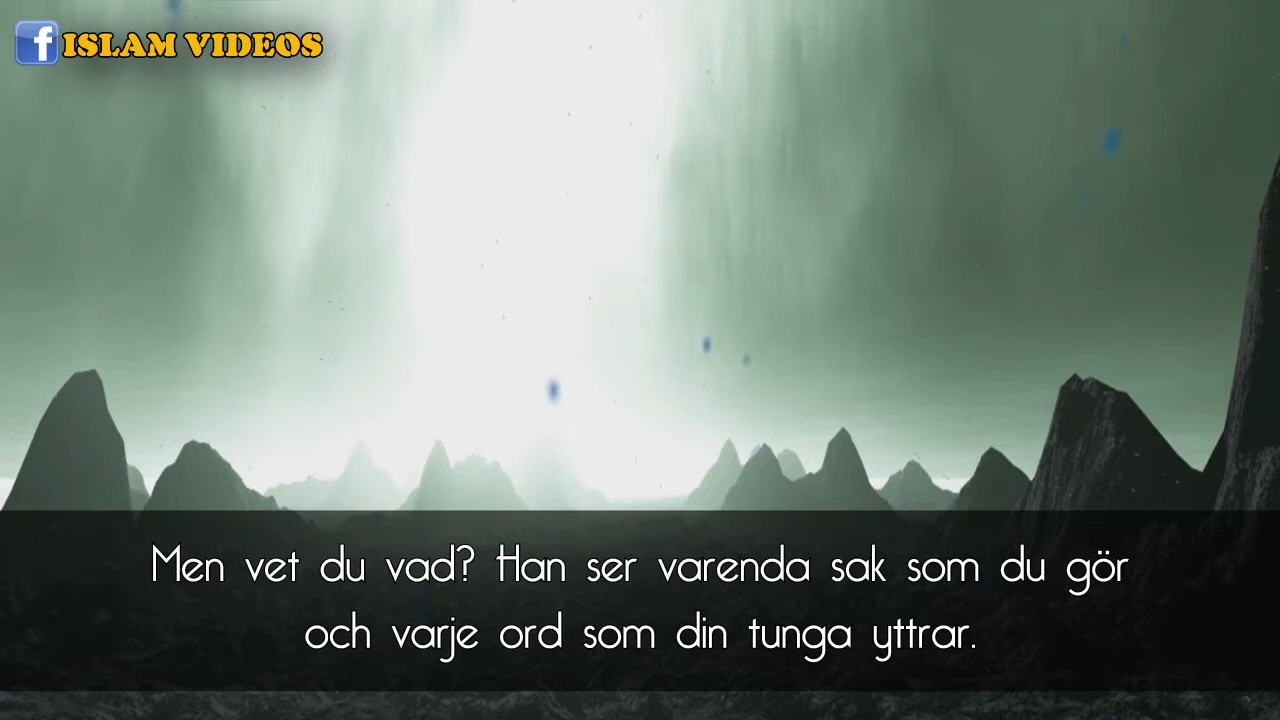 f ISLAM VIDEOS
Men vet du vad? Han ser varenda sak som du gör
och varje ord som din tunga yttrar.